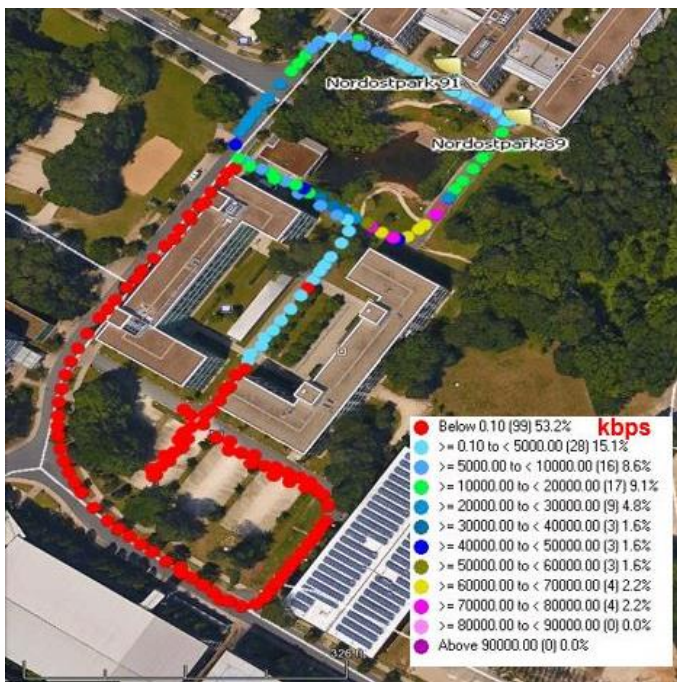 Nordostpark 91
Nordostpark 89
Below 0.10 (99) 53.2% kbps
>= 0.10 to < 5000.00 (28) 15.1%
>= 5000.00 to < 10000.00 (16) 8.6%
>= 10000.00 to < 20000.00 (17) 9.1%
>= 20000.00 to < 30000.00 (9) 4.8%
>= 30000.00 to < 40000.00 (3) 1.6%
>= 40000.00 to < 50000.00 (3) 1.6%
>= 50000.00 to < 60000.00 (3) 1.6%
>= 60000.00 to < 70000.00 (4) 2.2%
>= 70000.00 to < 80000.00 (4) 2.2%
>= 80000.00 to < 90000.00 (0) 0.0%
Above 90000.00 (0) 0.0%